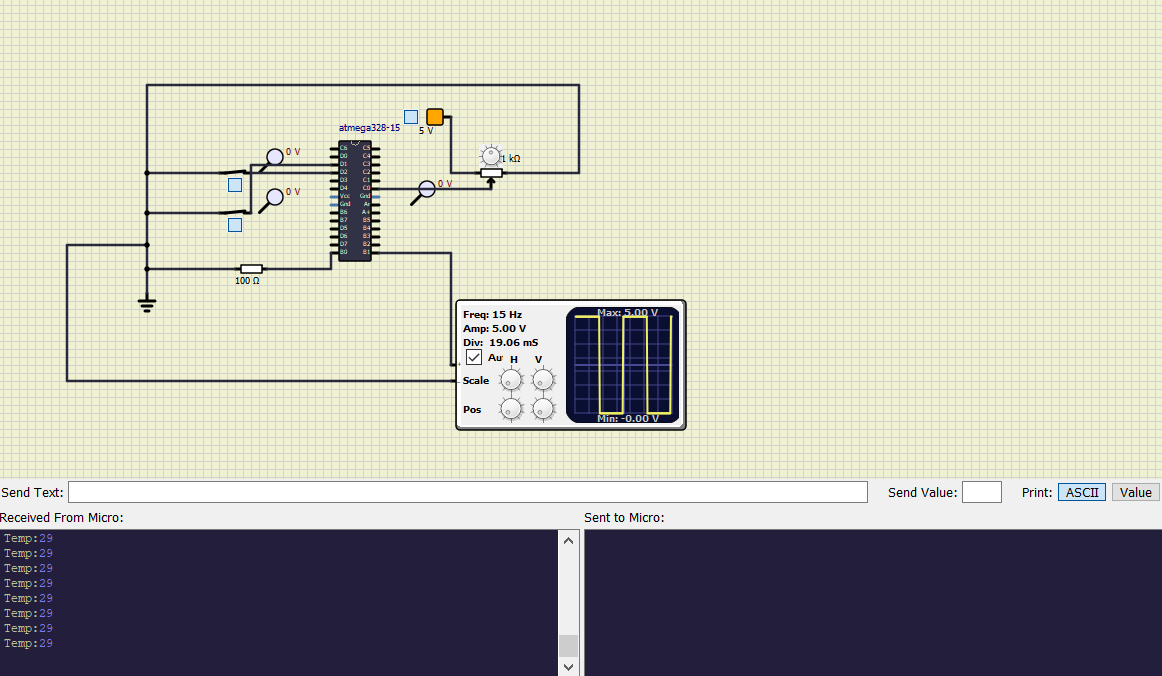 atmega328-15
5 V
1 kΩ
0 V
0 V
0 V
C6
D0
D1
D2
D3
D4
Vcc
Gnd
B6
B7
D5
D6
D7
B0
C5
C4
C3
C2
C1
C0
Gnd
Ar
A+
B5
B4
B3
B2
B1
100 Ω
Freq: 15 Hz
Amp: 5.00 V
Div: 19.06 mS
Au H V
Scale
Pos
Max: 5.00 V
Min: -0.00 V
Send Text: Send Value: Print: ASCII Value
Received From Micro: Sent to Micro:
Temp:29
Temp:29
Temp:29
Temp:29
Temp:29
Temp:29
Temp:29
Temp:29